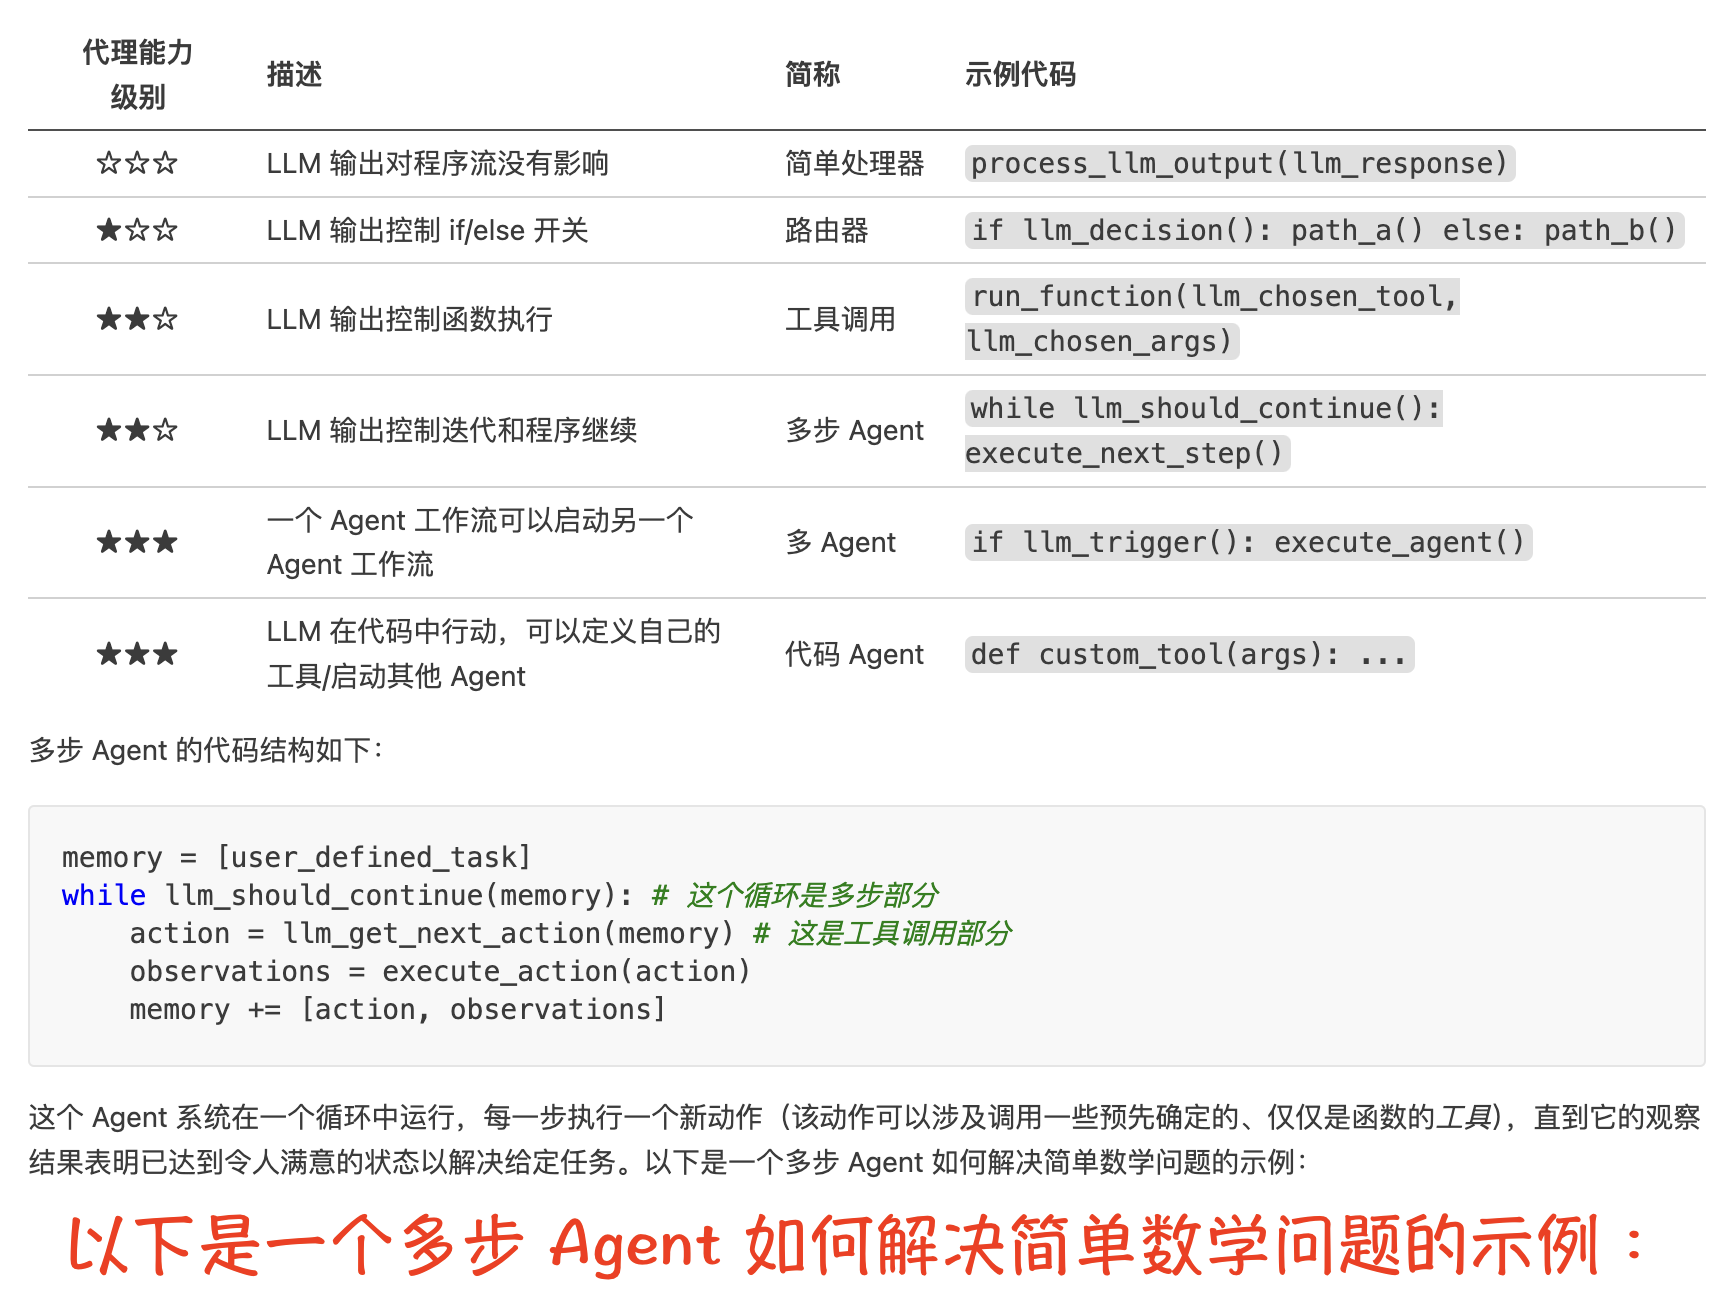 代理能力
级别
描述
简称
示例代码
☆☆☆
LLM 输出对程序流没有影响
简单处理器
process_llm_output(llm_response)
★☆☆
LLM 输出控制 if/else 开关
路由器
if llm_decision(): path_a() else: path_b()
★★☆
LLM 输出控制函数执行
工具调用
run_function(llm_chosen_tool,
llm_chosen_args)
★★☆
LLM 输出控制迭代和程序继续
多步 Agent
while llm_should_continue():
execute_next_step()
★★★
一个 Agent 工作流可以启动另一个
Agent 工作流
多 Agent
if llm_trigger(): execute_agent()
★★★
LLM 在代码中行动，可以定义自己的
工具/启动其他 Agent
代码 Agent
def custom_tool(args): ...
多步 Agent 的代码结构如下：
memory = [user_defined_task]
while llm_should_continue(memory): # 这个循环是多步部分
    action = llm_get_next_action(memory) # 这是工具调用部分
    observations = execute_action(action)
    memory += [action, observations]
这个 Agent 系统在一个循环中运行，每一步执行一个新动作（该动作可以涉及调用一些预先确定的、仅仅是函数的工具），直到它的观察
结果表明已达到令人满意的状态以解决给定任务。以下是一个多步 Agent 如何解决简单数学问题的示例：
以下是一个多步 Agent 如何解决简单数学问题的示例：